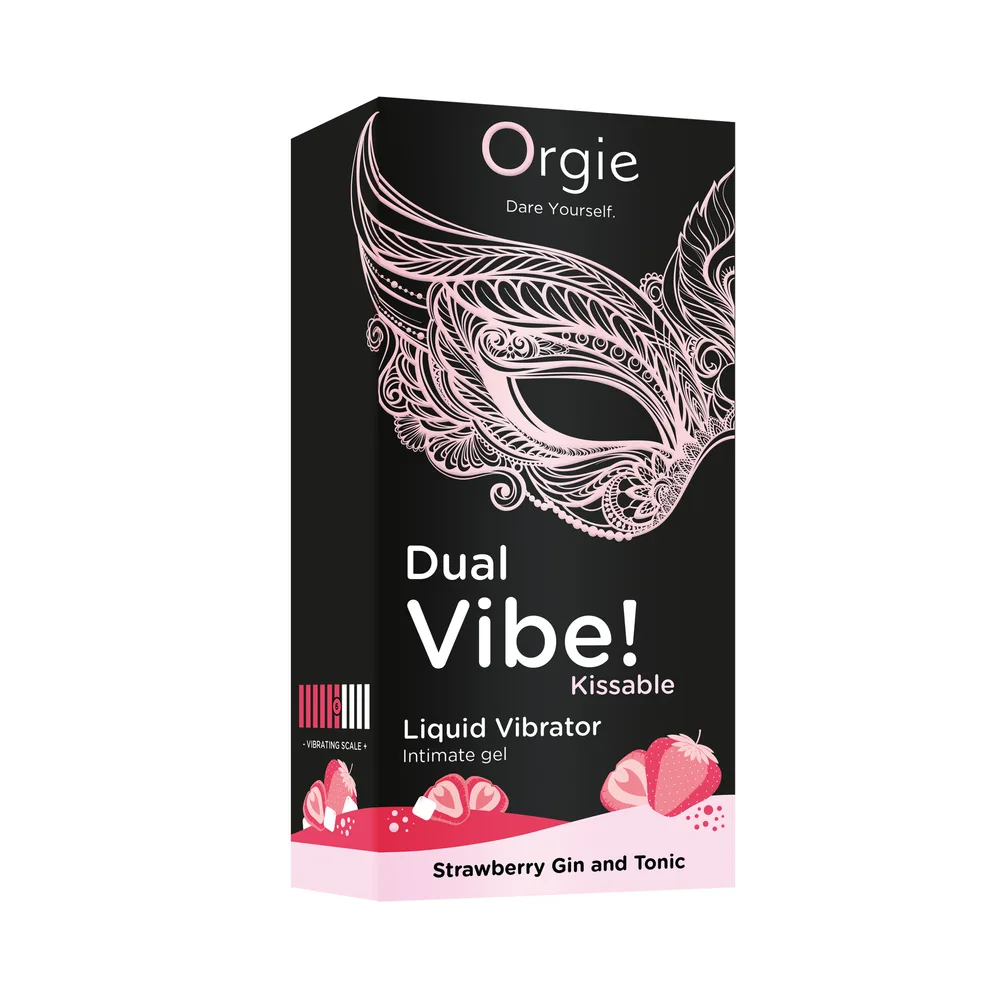 Orgie
Dare Yourself.
Dual
Vibe!
Kissable
Liquid Vibrator
Intimate gel
- VIBRATING SCALE +
Strawberry Gin and Tonic